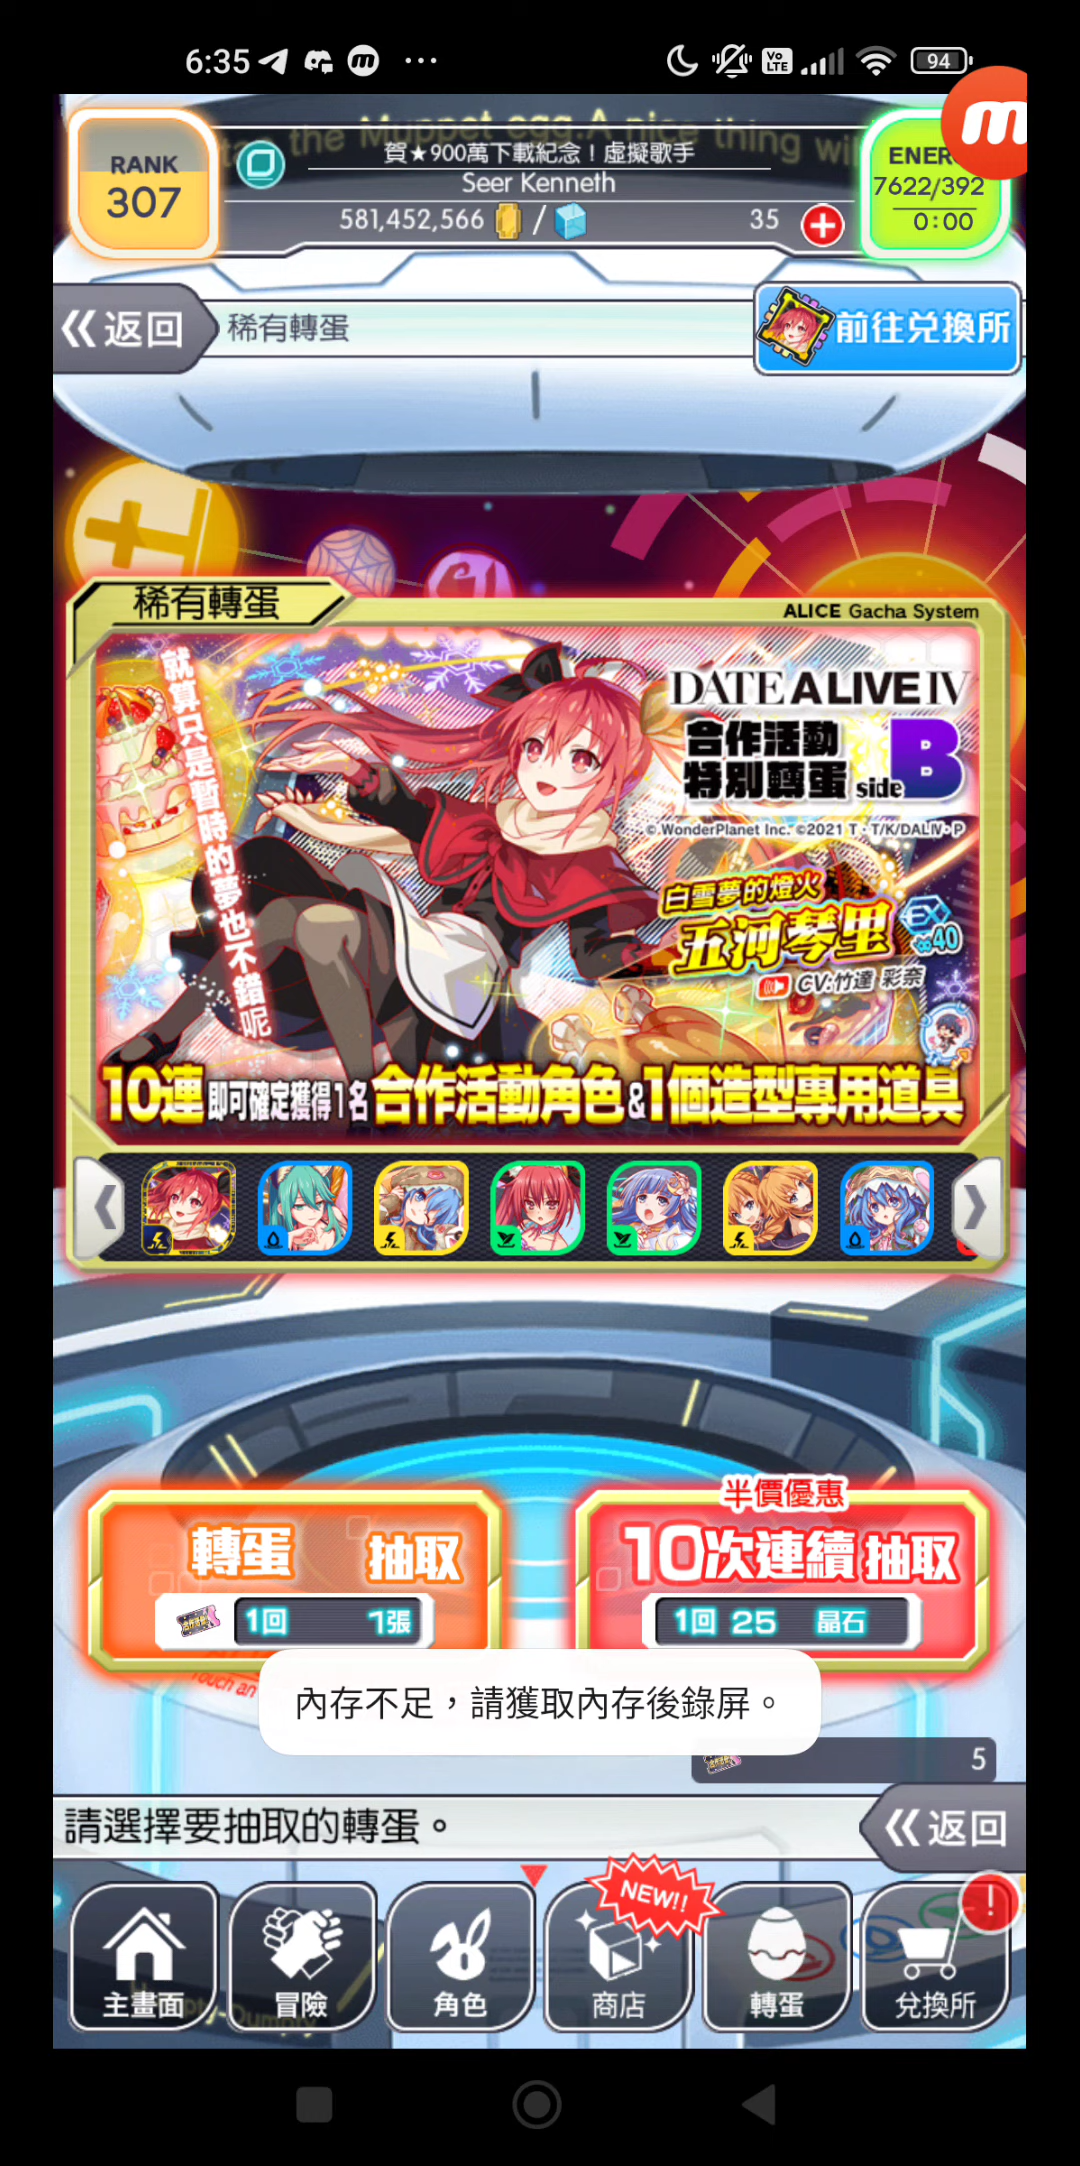 6:35
Vo LTE
94
RANK
307
賀★900萬下載紀念！虛擬歌手
Seer Kenneth
581,452,566 / 35
7622/392
0:00
返回
稀有轉蛋
前往兌換所
稀有轉蛋
ALICE Gacha System
就算只是暫時的夢也不錯呢
DATE A LIVE IV
合作活動
特別轉蛋 side B
© WonderPlanet Inc. ©2021 T・T/K/DALⅣ・P
白雪夢的燈火
五河琴里
EX
40
CV:竹達 彩奈
10連即可確定獲得1名合作活動角色&1個造型專用道具
半價優惠
轉蛋 抽取
10次連續抽取
1回 1張
1回 25 晶石
Touch an
內存不足，請獲取內存後錄屏。
5
請選擇要抽取的轉蛋。
返回
NEW!!
主畫面
冒險
角色
商店
轉蛋
兌換所